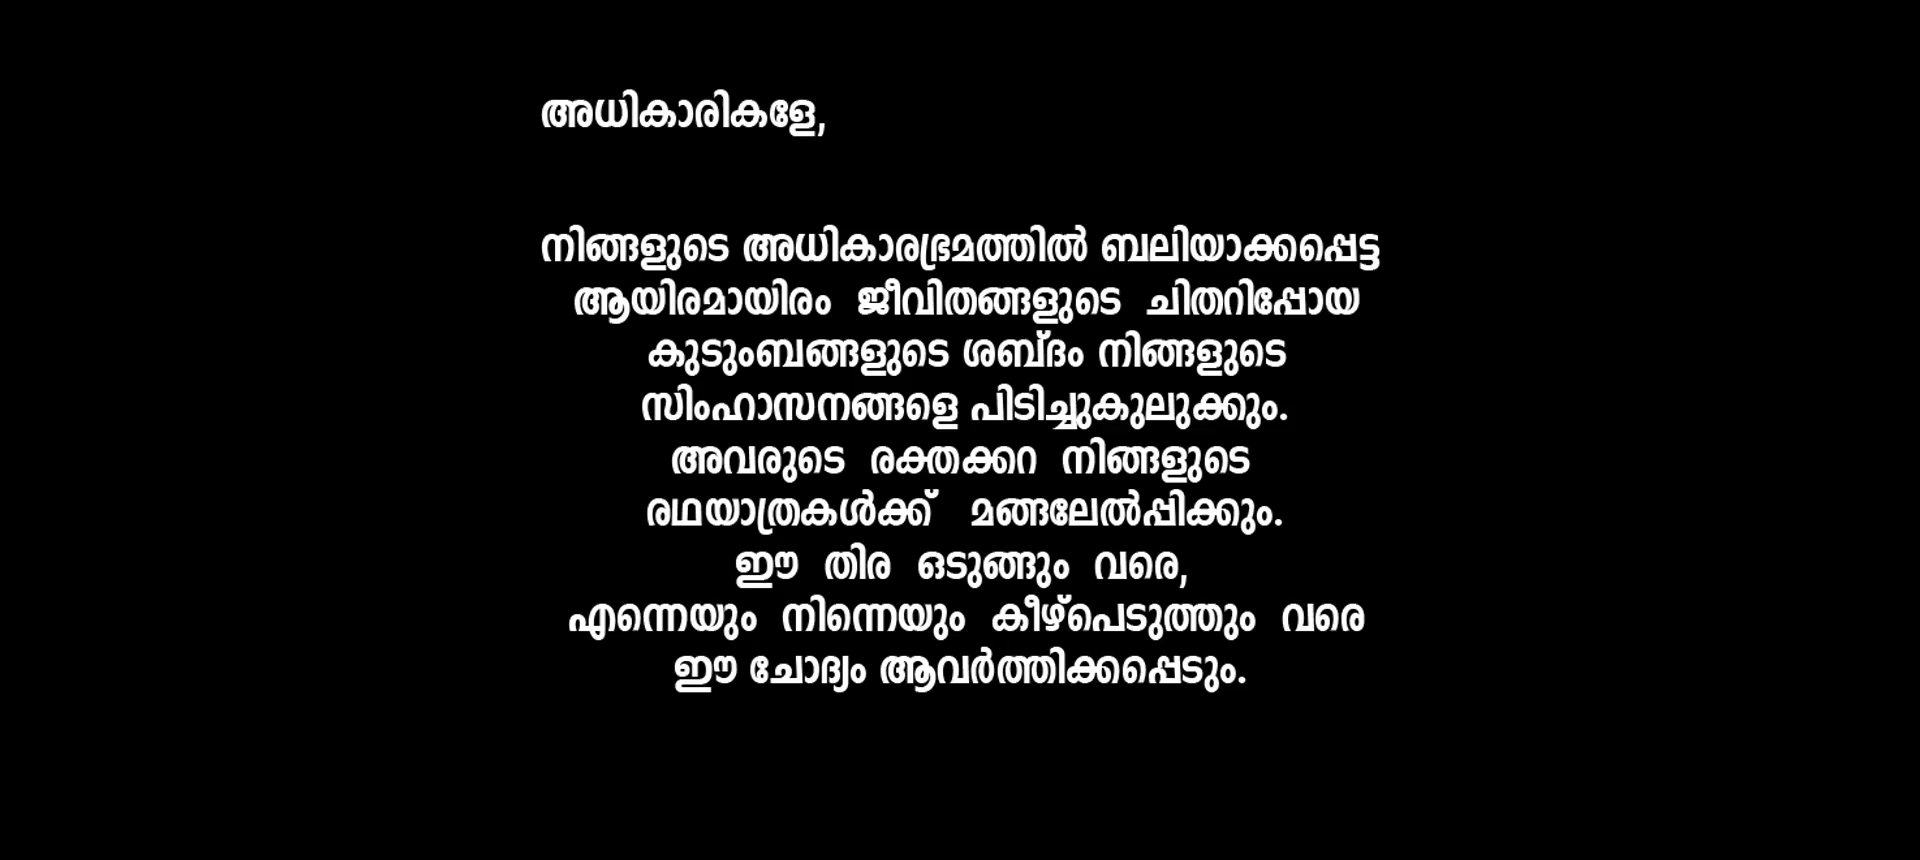 അധികാരികളേ,
നിങ്ങളുടെ അധികാരഭ്രമത്തിൽ ബലിയാക്കപ്പെട്ട
ആയിരമായിരം ജീവിതങ്ങളുടെ ചിതറിപ്പോയ
കുടുംബങ്ങളുടെ ശബ്ദം നിങ്ങളുടെ
സിംഹാസനങ്ങളെ പിടിച്ചുകുലുക്കും.
അവരുടെ രക്തക്കറ നിങ്ങളുടെ
രഥയാത്രകൾക്ക് മങ്ങലേൽപ്പിക്കും.
ഈ തിര ഒടുങ്ങും വരെ,
എന്നെയും നിന്നെയും കീഴ്പെടുത്തും വരെ
ഈ ചോദ്യം ആവർത്തിക്കപ്പെടും.